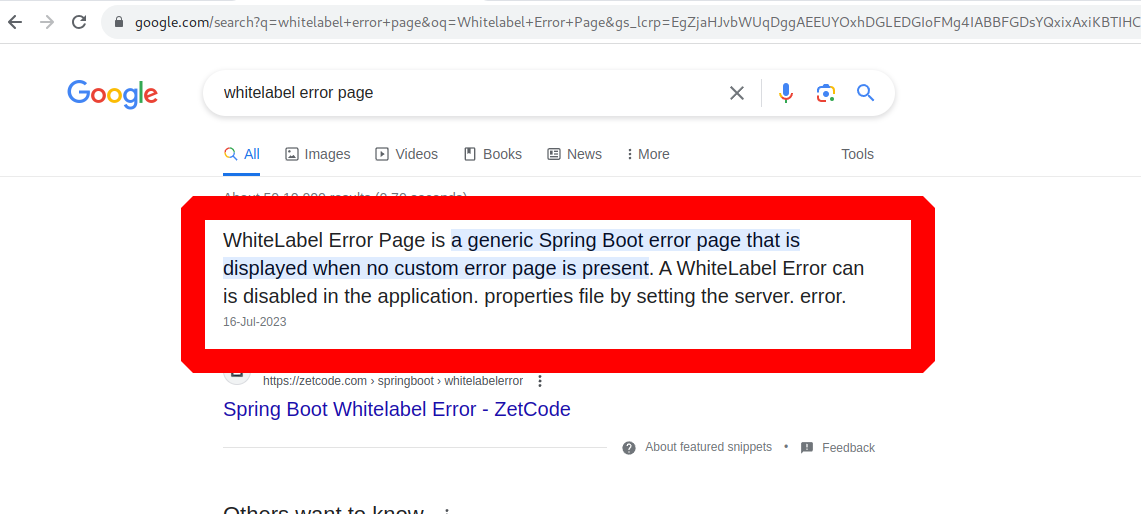 google.com/search?q=whitelabel+error+page&oq=Whitelabel+Error+Page&gs_lcrp=EgZjaHJvbWUqDggAEEUYOxhDGLEDGIoFMg4IABBFGDsYQxixAxiKBTIHC
Google
whitelabel error page
All Images Videos Books News More Tools
About results seconds)
WhiteLabel Error Page is a generic Spring Boot error page that is
displayed when no custom error page is present. A WhiteLabel Error can
is disabled in the application. properties file by setting the server. error.
16-Jul-2023
https://zetcode.com › springboot › whitelabelerror
Spring Boot Whitelabel Error - ZetCode
About featured snippets • Feedback
Others want to know